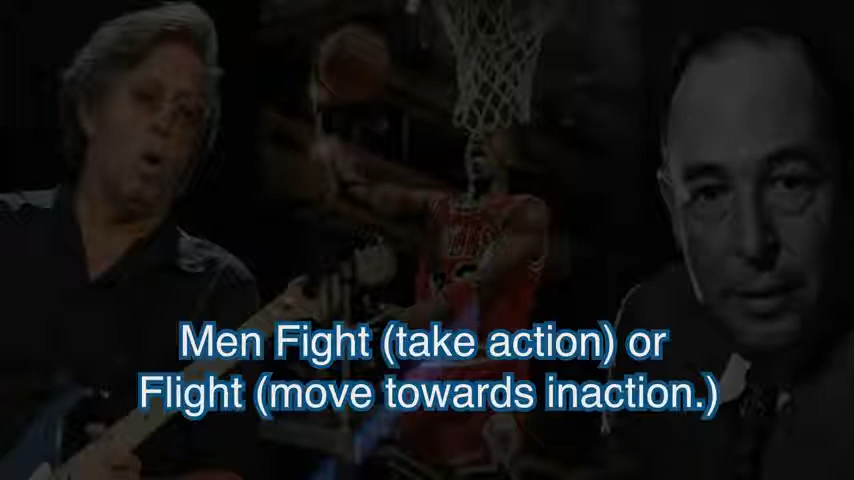 Men Fight (take action) or
Flight (move towards inaction.)